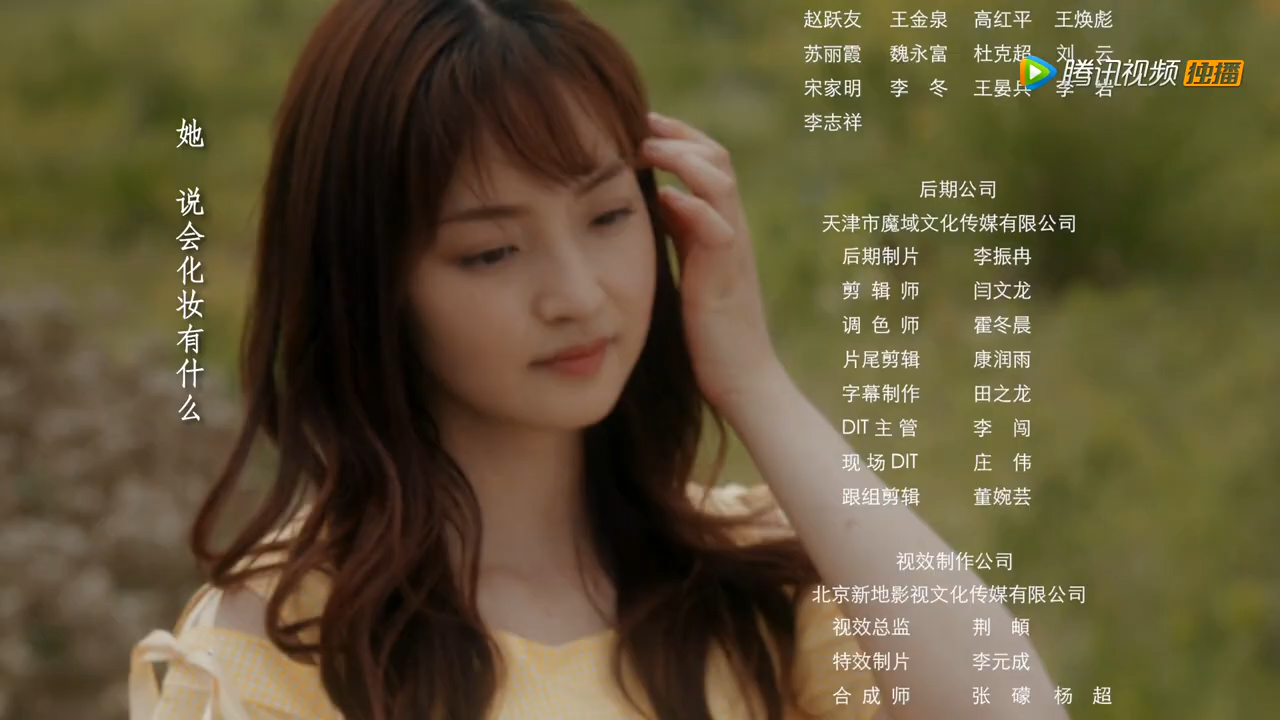 赵跃友 王金泉 高红平 王焕彪
苏丽霞 魏永富 杜克超 刘 云
宋家明 李 冬 王晏兵 李 岩
李志祥
腾讯视频 独播
她 说会化妆有什么
后期公司
天津市魔域文化传媒有限公司
后期制片 李振冉
剪 辑 师 闫文龙
调 色 师 霍冬晨
片尾剪辑 康润雨
字幕制作 田之龙
DIT 主 管 李 闯
现 场 DIT 庄 伟
跟组剪辑 董婉芸
视效制作公司
北京新地影视文化传媒有限公司
视效总监 荆 頔
特效制片 李元成
合 成 师 张 礞 杨 超